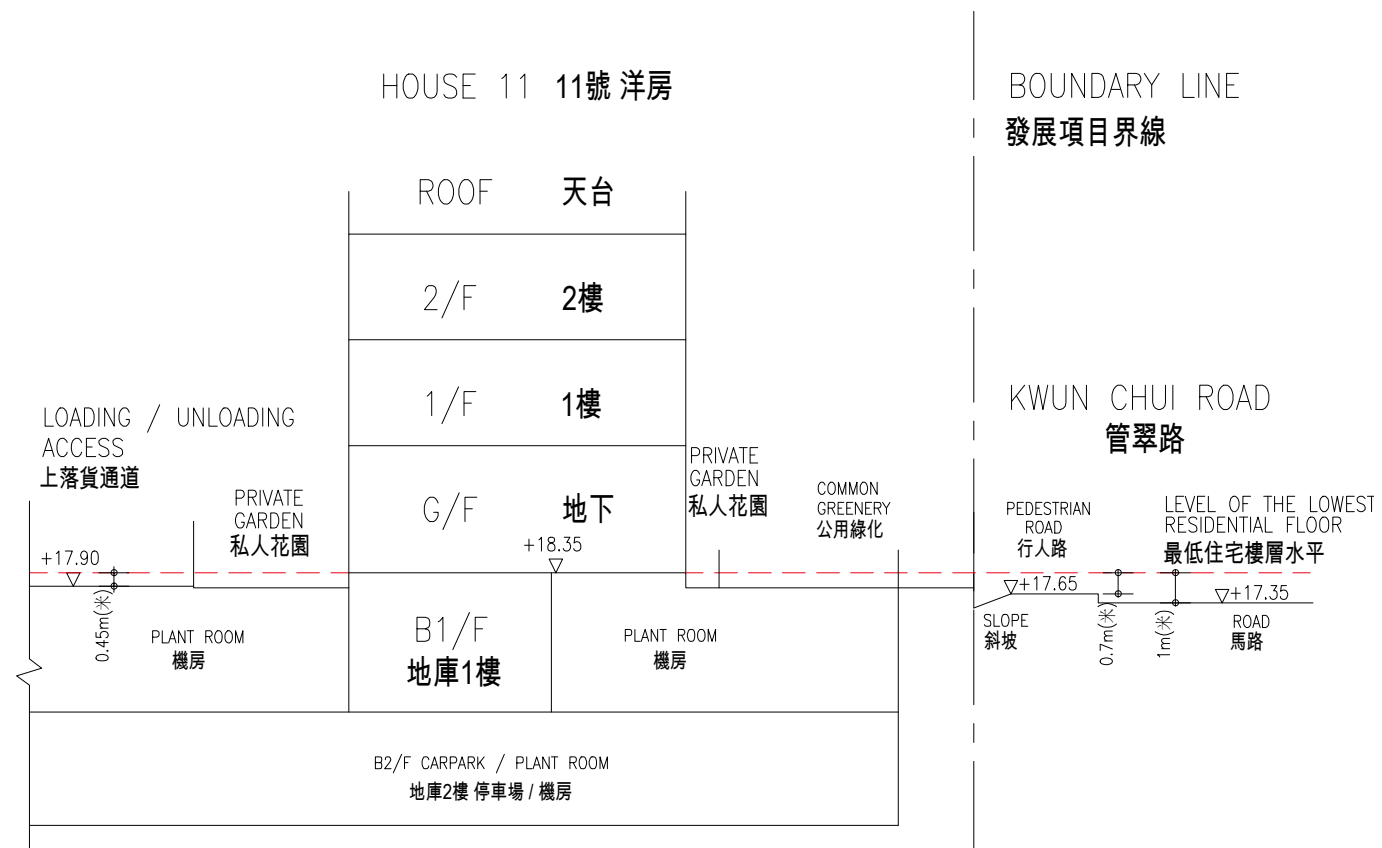 HOUSE 11 11號 洋房
BOUNDARY LINE
發展項目界線
ROOF 天台
2/F 2樓
1/F 1樓
KWUN CHUI ROAD
管翠路
LOADING / UNLOADING
ACCESS
上落貨通道
PRIVATE
GARDEN
私人花園
G/F 地下
PRIVATE
GARDEN
私人花園
COMMON
GREENERY
公用綠化
PEDESTRIAN
ROAD
行人路
LEVEL OF THE LOWEST
RESIDENTIAL FLOOR
最低住宅樓層水平
+17.90
+18.35
+17.65
+17.35
0.45m(米)
PLANT ROOM
機房
B1/F
地庫1樓
PLANT ROOM
機房
SLOPE
斜坡
0.7m(米)
1m(米)
ROAD
馬路
B2/F CARPARK / PLANT ROOM
地庫2樓 停車場 / 機房